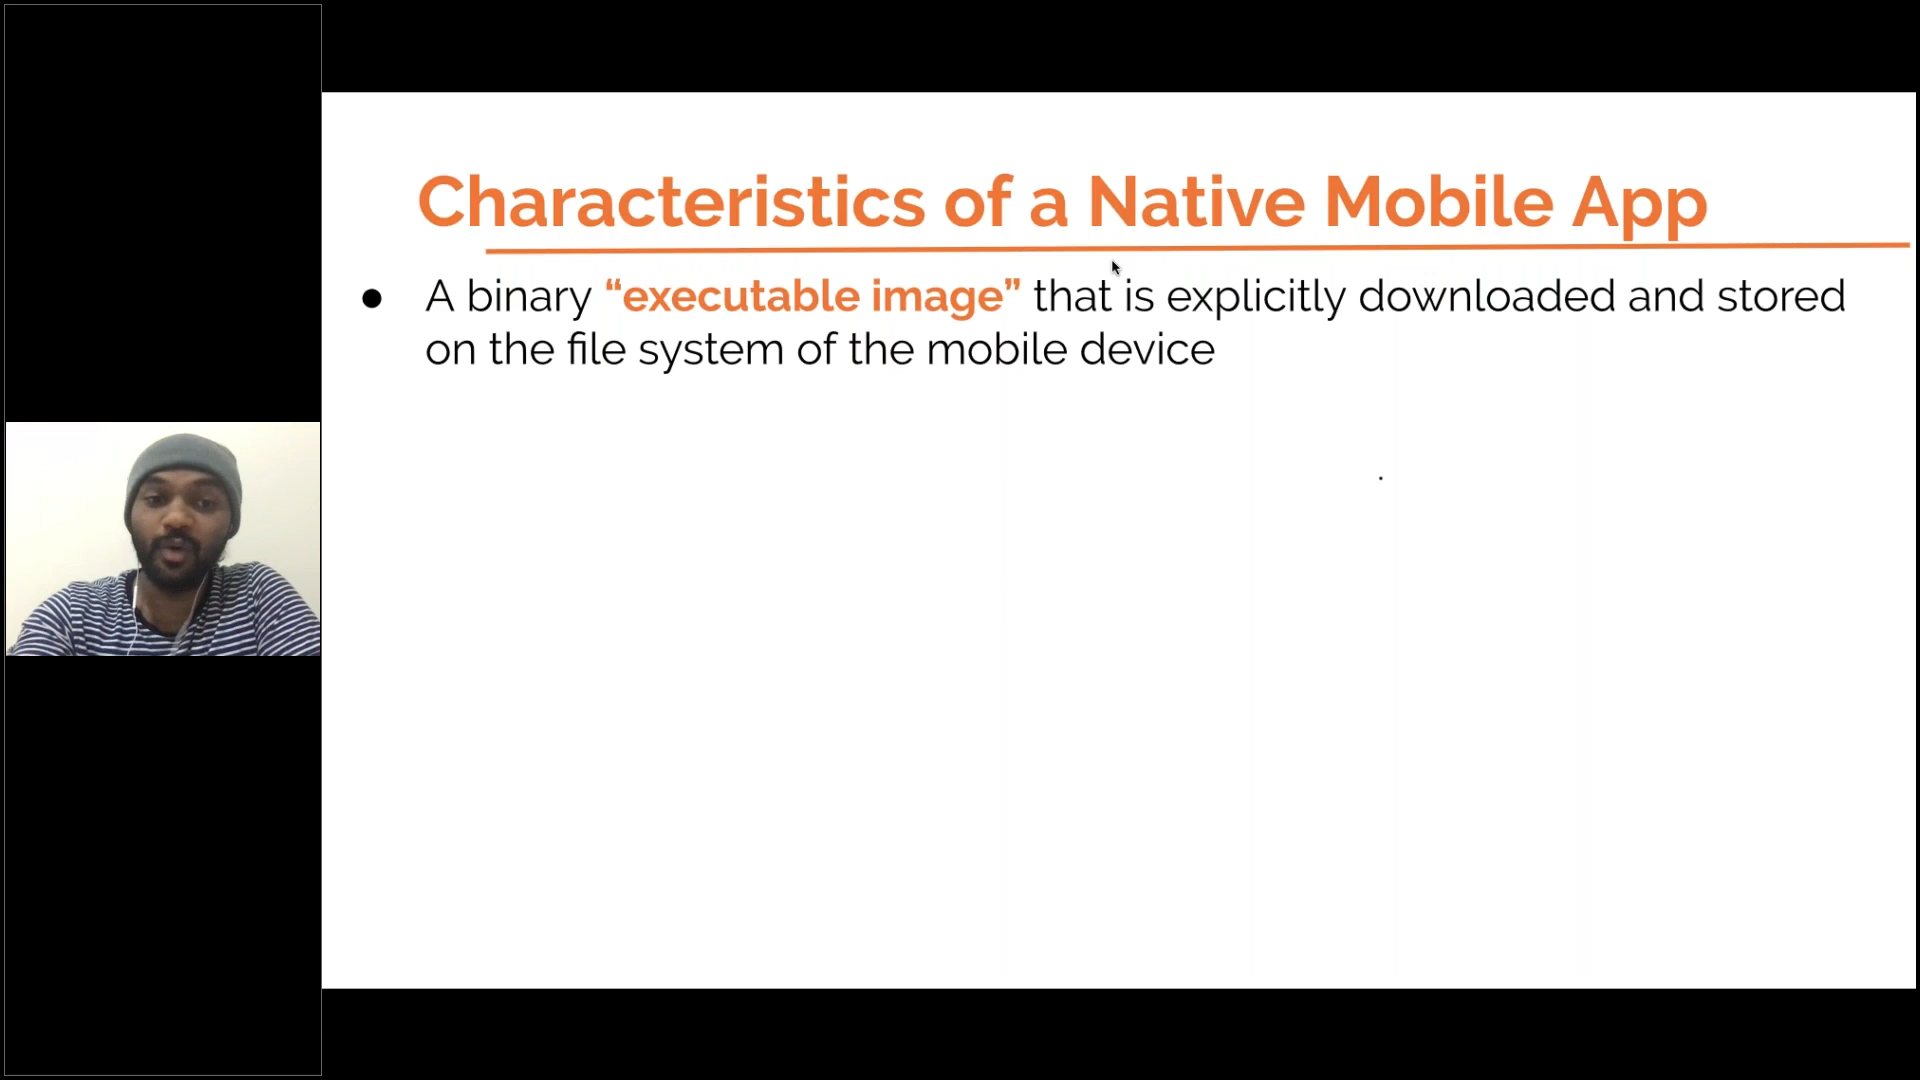 Characteristics of a Native Mobile App
● A binary “executable image” that is explicitly downloaded and stored
on the file system of the mobile device